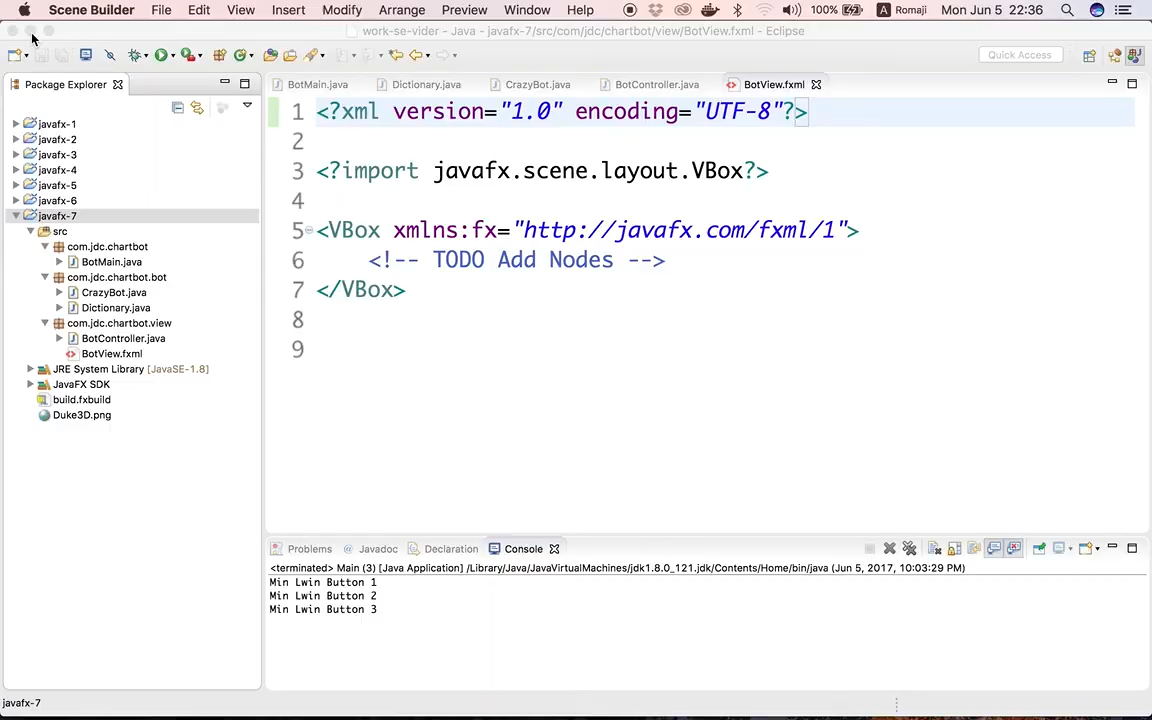 Scene Builder File Edit View Insert Modify Arrange Preview Window Help 100% A Romaji Mon Jun 5 22:36
work-se-vider - Java - javafx-7/src/com/jdc/chartbot/view/BotView.fxml - Eclipse
Quick Access
Package Explorer
BotMain.java Dictionary.java CrazyBot.java BotController.java BotView.fxml
javafx-1
javafx-2
javafx-3
javafx-4
javafx-5
javafx-6
javafx-7
src
com.jdc.chartbot
BotMain.java
com.jdc.chartbot.bot
CrazyBot.java
Dictionary.java
com.jdc.chartbot.view
BotController.java
BotView.fxml
JRE System Library [JavaSE-1.8]
JavaFX SDK
build.fxbuild
Duke3D.png
1 <?xml version="1.0" encoding="UTF-8"?>
2
3 <?import javafx.scene.layout.VBox?>
4
5 <VBox xmlns:fx="http://javafx.com/fxml/1">
6 <!-- TODO Add Nodes -->
7 </VBox>
8
9
Problems @ Javadoc Declaration Console
<terminated> Main (3) [Java Application] /Library/Java/JavaVirtualMachines/jdk1.8.0_121.jdk/Contents/Home/bin/java (Jun 5, 2017, 10:03:29 PM)
Min Lwin Button 1
Min Lwin Button 2
Min Lwin Button 3
javafx-7